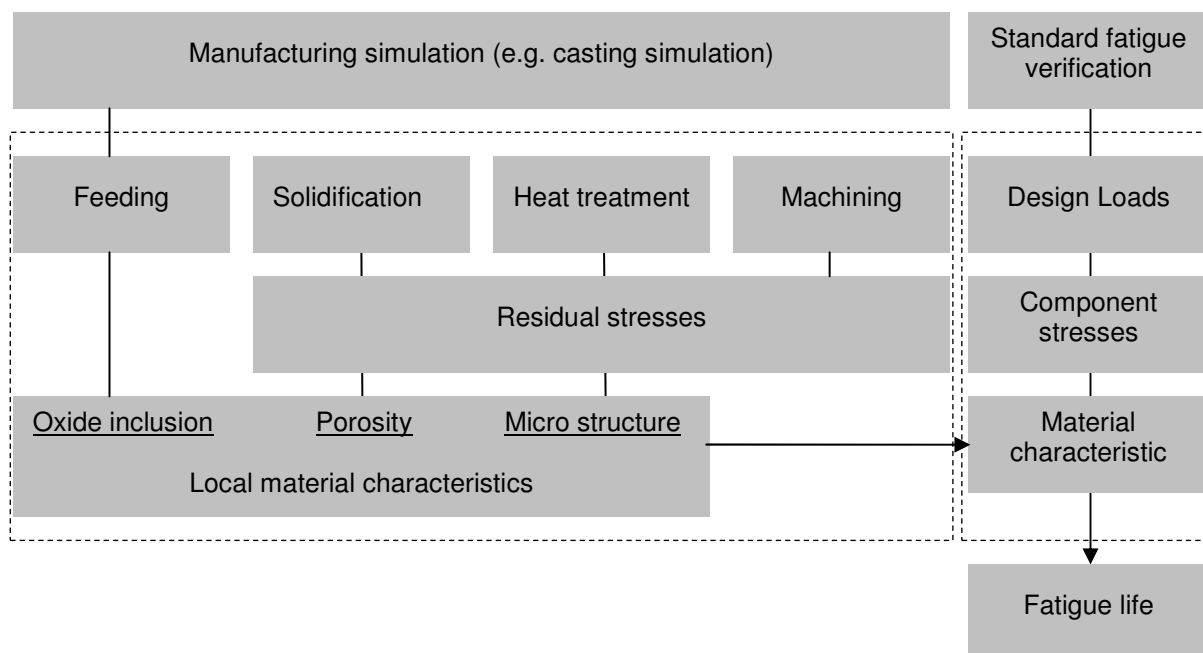 Manufacturing simulation (e.g. casting simulation)
Standard fatigue
verification
Feeding
Solidification
Heat treatment
Machining
Design Loads
Residual stresses
Component
stresses
Oxide inclusion
Porosity
Micro structure
Local material characteristics
Material
characteristic
Fatigue life